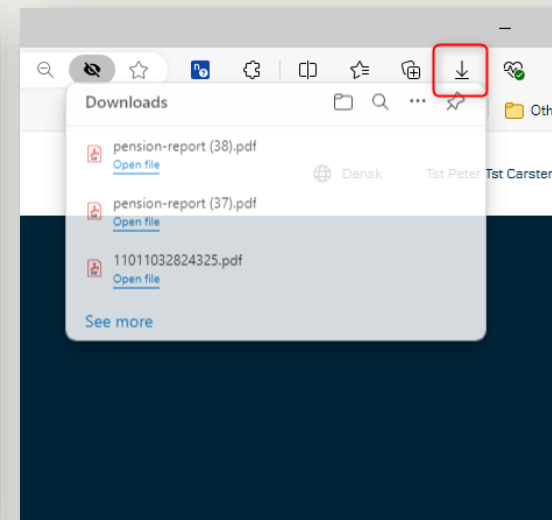 Downloads
Oth
pension-report (38).pdf
Open file
Dansk
Tst Peter Tst Carsten
pension-report (37).pdf
Open file
11011032824325.pdf
Open file
See more